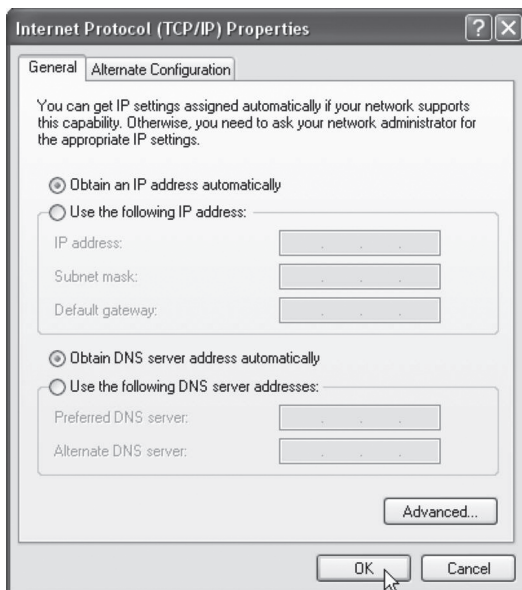 Internet Protocol (TCP/IP) Properties
General
Alternate Configuration
You can get IP settings assigned automatically if your network supports
this capability. Otherwise, you need to ask your network administrator for
the appropriate IP settings.
Obtain an IP address automatically
Use the following IP address:
IP address:
Subnet mask:
Default gateway:
Obtain DNS server address automatically
Use the following DNS server addresses:
Preferred DNS server:
Alternate DNS server:
Advanced...
OK
Cancel